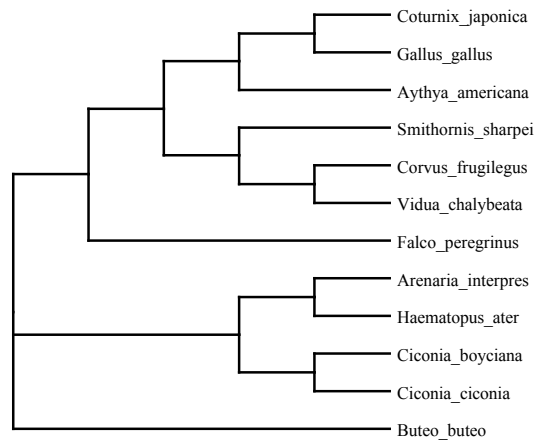 Coturnix_japonica
Gallus_gallus
Aythya_americana
Smithornis_sharpei
Corvus_frugilegus
Vidua_chalybeata
Falco_peregrinus
Arenaria_interpres
Haematopus_ater
Ciconia_boyciana
Ciconia_ciconia
Buteo_buteo